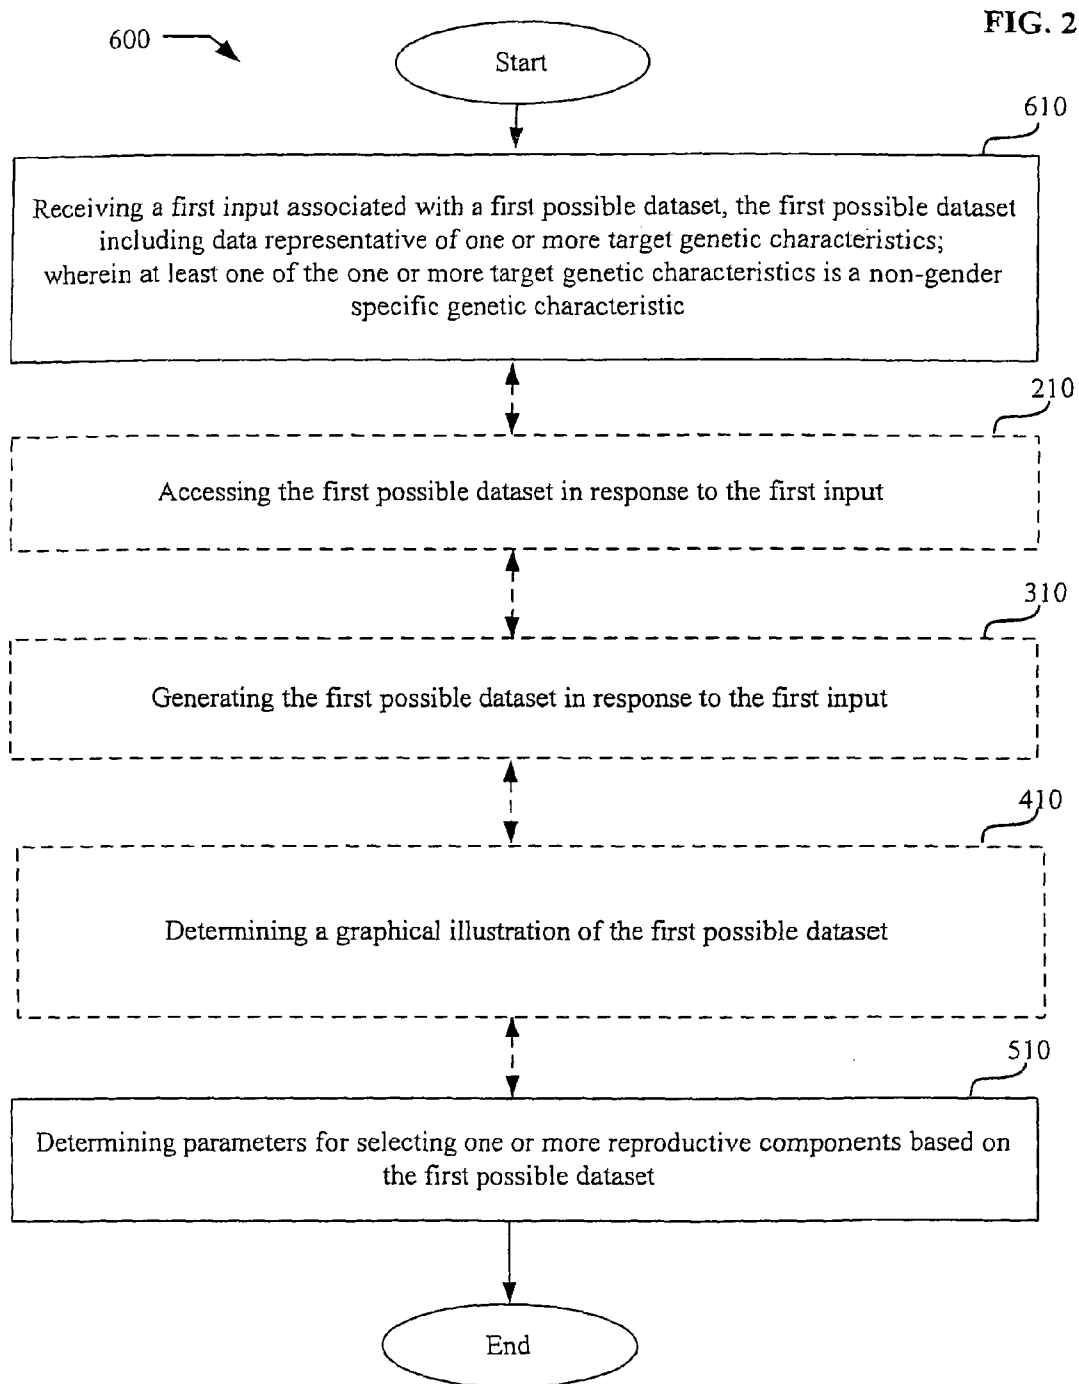 FIG. 2
600
Start
610
Receiving a first input associated with a first possible dataset, the first possible dataset
including data representative of one or more target genetic characteristics;
wherein at least one of the one or more target genetic characteristics is a non-gender
specific genetic characteristic
210
Accessing the first possible dataset in response to the first input
310
Generating the first possible dataset in response to the first input
410
Determining a graphical illustration of the first possible dataset
510
Determining parameters for selecting one or more reproductive components based on
the first possible dataset
End